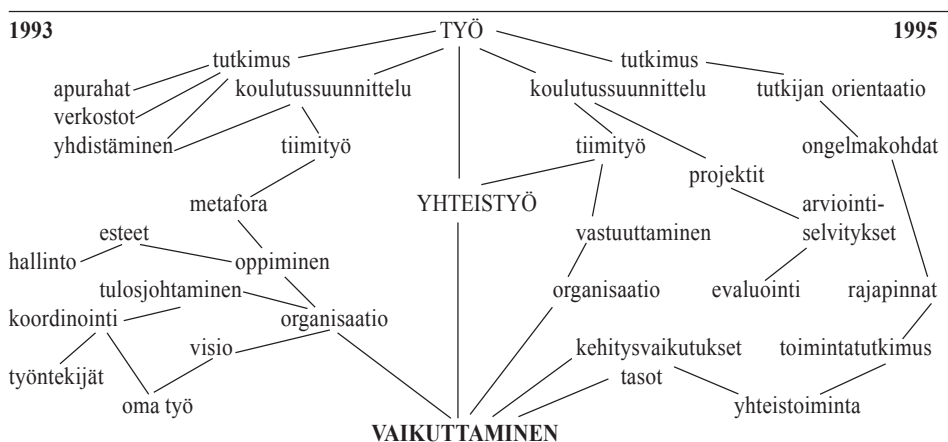 1993 TYÖ 1995
tutkimus tutkimus
apurahat koulutussuunnittelu koulutussuunnittelu tutkijan orientaatio
verkostot
yhdistäminen tiimityö tiimityö ongelmakohdat
projektit
metafora YHTEISTYÖ arviointi-
esteet vastuuttaminen selvitykset
hallinto oppiminen
tulosjohtaminen organisaatio evaluointi rajapinnat
koordinointi organisaatio
visio kehitysvaikutukset toimintatutkimus
työntekijät tasot
oma työ yhteistoiminta
VAIKUTTAMINEN